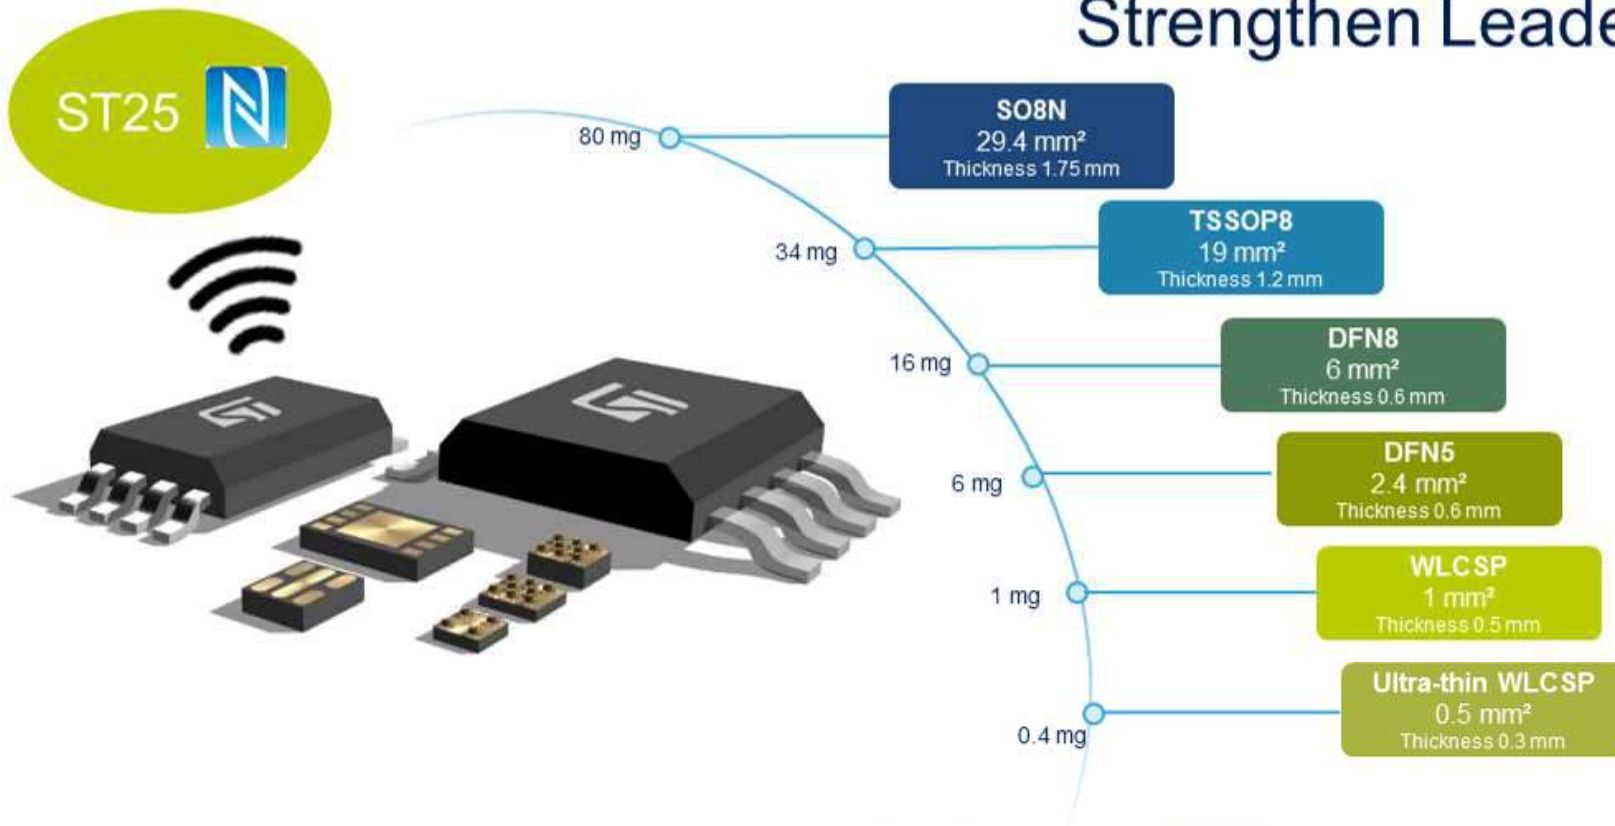 Strengthen Leade
ST25
80 mg
SO8N
29.4 mm²
Thickness 1.75 mm
34 mg
TSSOP8
19 mm²
Thickness 1.2 mm
16 mg
DFN8
6 mm²
Thickness 0.6 mm
6 mg
DFN5
2.4 mm²
Thickness 0.6 mm
1 mg
WLCSP
1 mm²
Thickness 0.5 mm
0.4 mg
Ultra-thin WLCSP
0.5 mm²
Thickness 0.3 mm